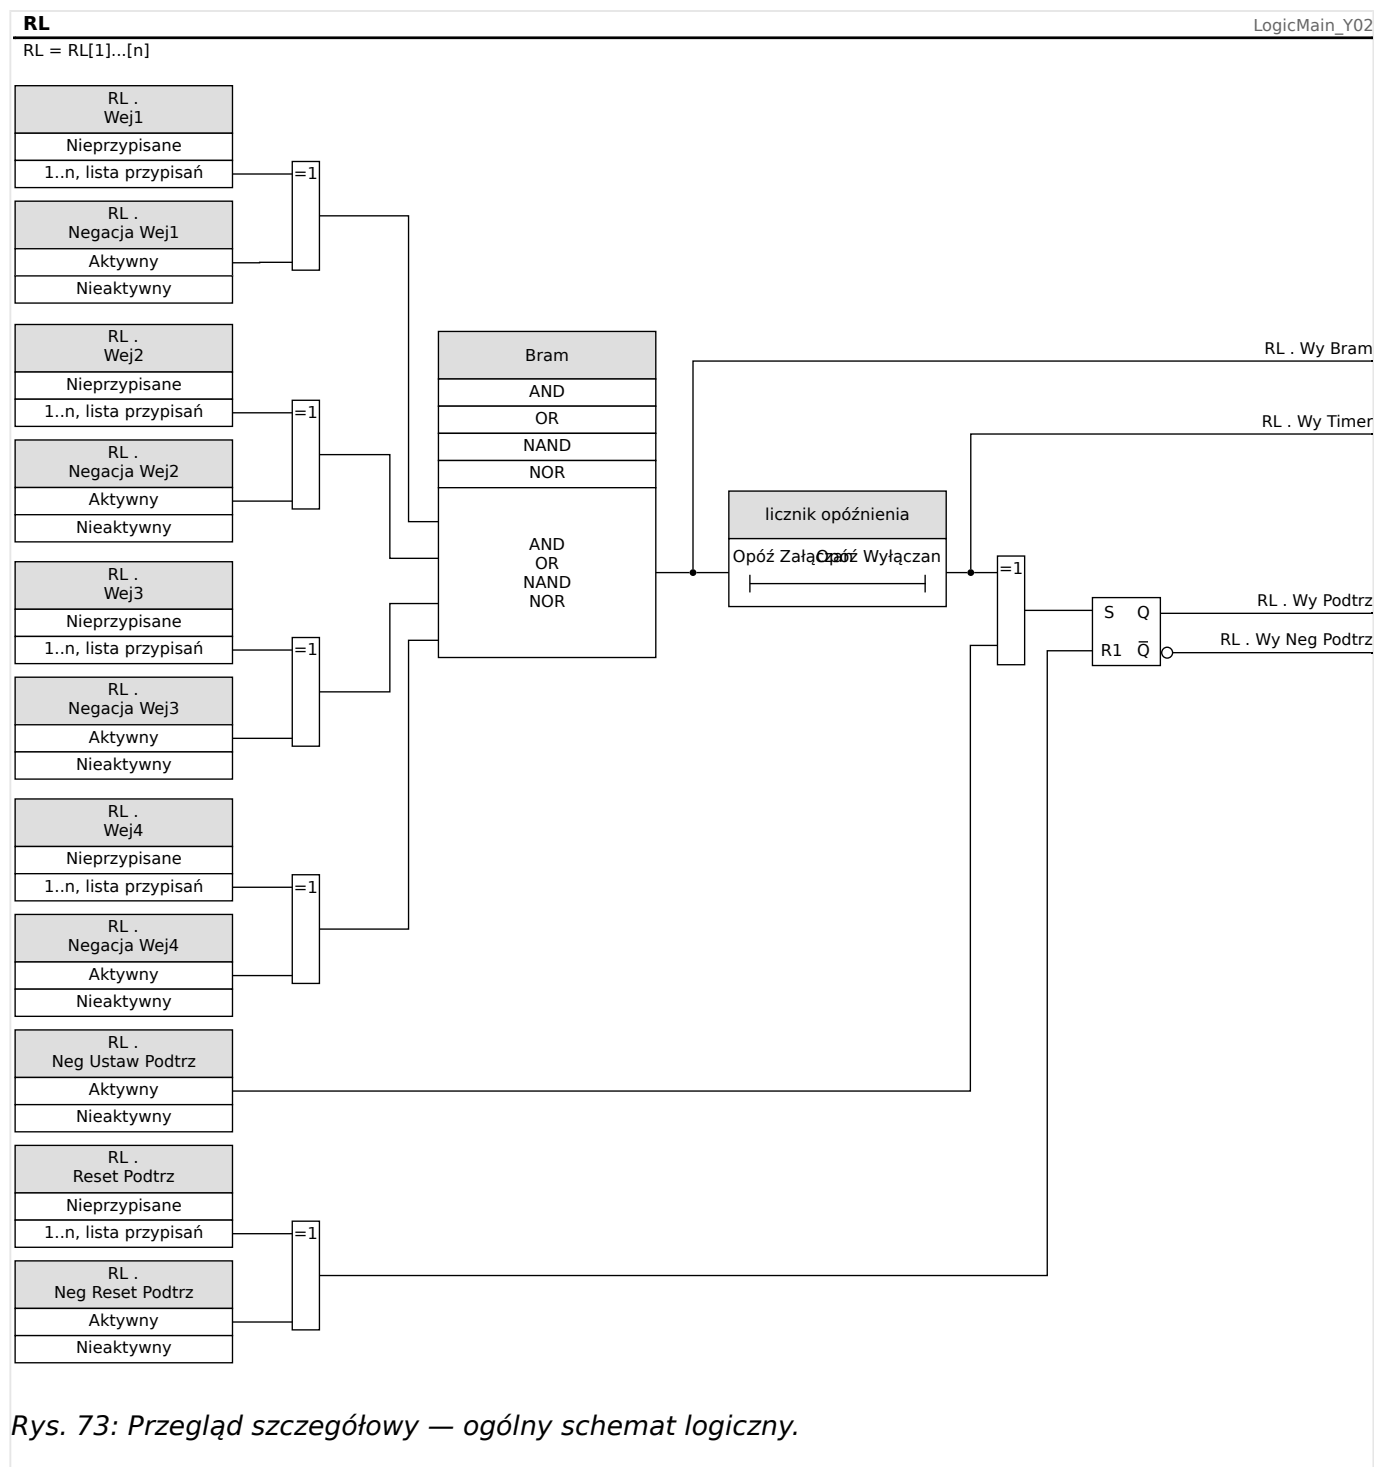 RL
LogicMain_Y02
RL = RL[1]...[n]
RL .
Wej1
Nieprzypisane
1..n, lista przypisań
=1
RL .
Negacja Wej1
Aktywny
Nieaktywny
RL .
Wej2
Nieprzypisane
1..n, lista przypisań
=1
RL .
Negacja Wej2
Aktywny
Nieaktywny
RL .
Wej3
Nieprzypisane
1..n, lista przypisań
=1
RL .
Negacja Wej3
Aktywny
Nieaktywny
RL .
Wej4
Nieprzypisane
1..n, lista przypisań
=1
RL .
Negacja Wej4
Aktywny
Nieaktywny
RL .
Neg Ustaw Podtrz
Aktywny
Nieaktywny
RL .
Reset Podtrz
Nieprzypisane
1..n, lista przypisań
=1
RL .
Neg Reset Podtrz
Aktywny
Nieaktywny
Bram
AND
OR
NAND
NOR
AND
OR
NAND
NOR
RL . Wy Bram
RL . Wy Timer
licznik opóźnienia
Opóź Wyłączan
=1
S Q
R1 Q̅
RL . Wy Podtrz
RL . Wy Neg Podtrz
Rys. 73: Przegląd szczegółowy — ogólny schemat logiczny.